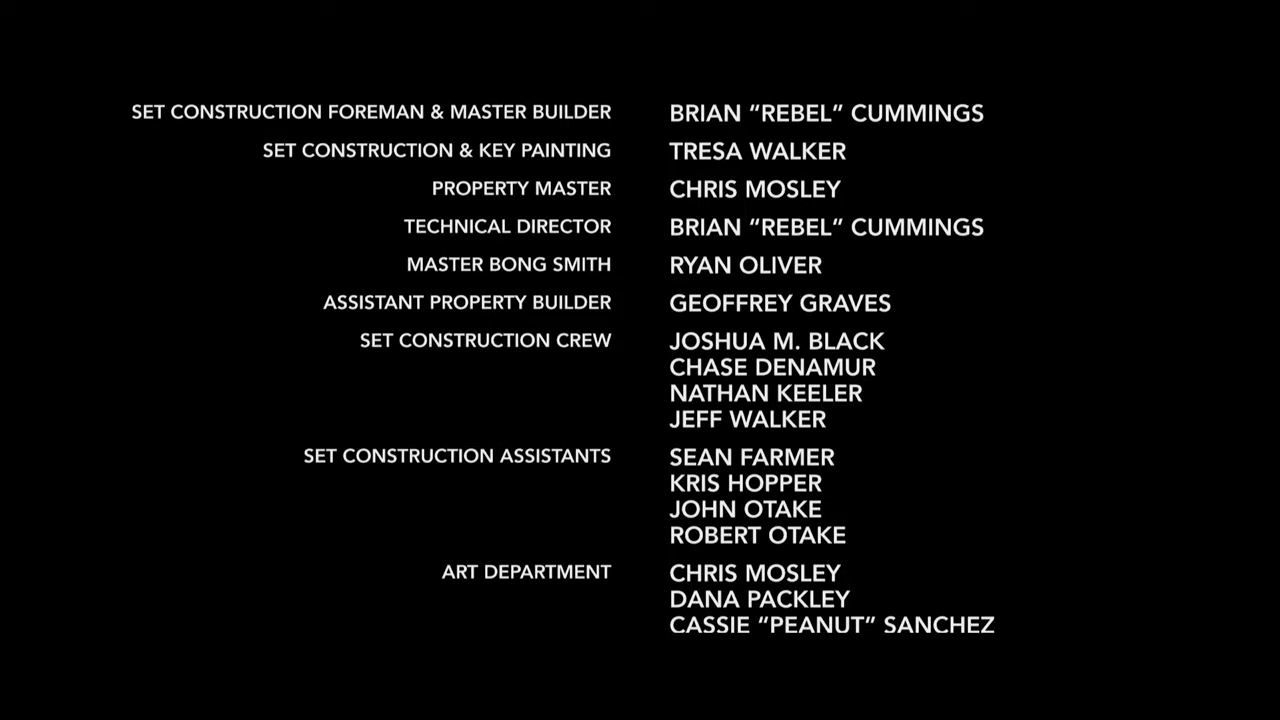 SET CONSTRUCTION FOREMAN & MASTER BUILDER BRIAN “REBEL” CUMMINGS
SET CONSTRUCTION & KEY PAINTING TRESA WALKER
PROPERTY MASTER CHRIS MOSLEY
TECHNICAL DIRECTOR BRIAN “REBEL” CUMMINGS
MASTER BONG SMITH RYAN OLIVER
ASSISTANT PROPERTY BUILDER GEOFFREY GRAVES
SET CONSTRUCTION CREW JOSHUA M. BLACK
CHASE DENAMUR
NATHAN KEELER
JEFF WALKER
SET CONSTRUCTION ASSISTANTS SEAN FARMER
KRIS HOPPER
JOHN OTAKE
ROBERT OTAKE
ART DEPARTMENT CHRIS MOSLEY
DANA PACKLEY
CASSIE “PEANUT” SANCHEZ